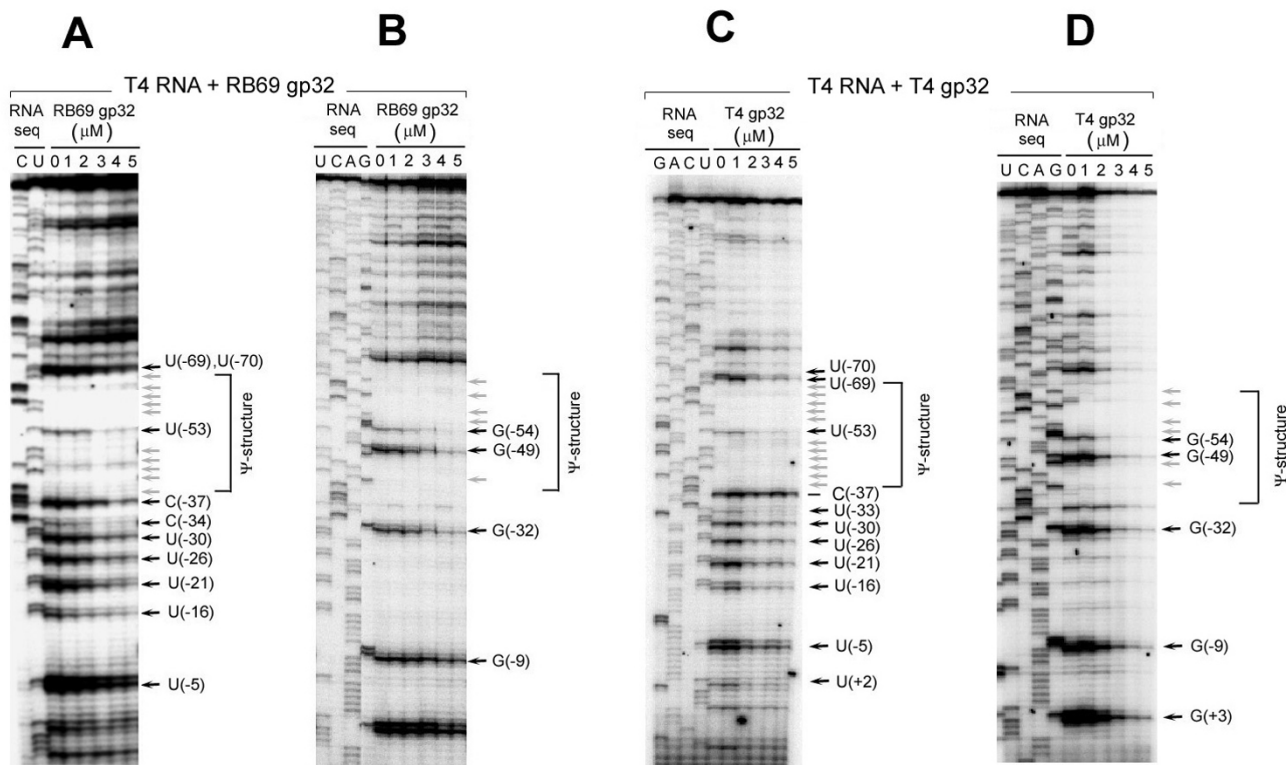 A
B
C
D
T4 RNA + RB69 gp32
T4 RNA + T4 gp32
RNA seq
RB69 gp32 (μM)
C U 0 1 2 3 4 5
U(-69),U(-70)
U(-53)
C(-37)
C(-34)
U(-30)
U(-26)
U(-21)
U(-16)
U(-5)
Ψ-structure
RNA seq
RB69 gp32 (μM)
U C A G 0 1 2 3 4 5
G(-54)
G(-49)
G(-32)
G(-9)
Ψ-structure
RNA seq
T4 gp32 (μM)
G A C U 0 1 2 3 4 5
U(-70)
U(-69)
U(-53)
C(-37)
U(-33)
U(-30)
U(-26)
U(-21)
U(-16)
U(-5)
U(+2)
Ψ-structure
RNA seq
T4 gp32 (μM)
U C A G 0 1 2 3 4 5
G(-54)
G(-49)
G(-32)
G(-9)
G(+3)
Ψ-structure